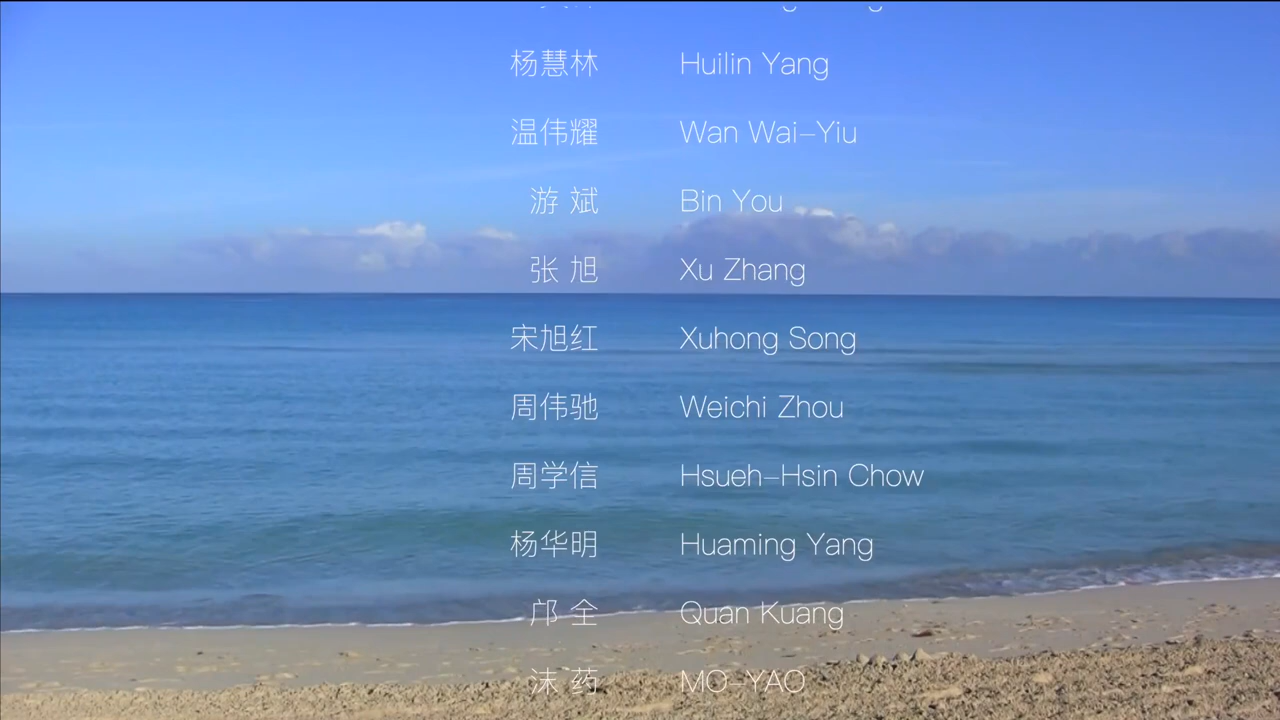 杨慧林 Huilin Yang
温伟耀 Wan Wai-Yiu
游 斌 Bin You
张 旭 Xu Zhang
宋旭红 Xuhong Song
周伟驰 Weichi Zhou
周学信 Hsueh-Hsin Chow
杨华明 Huaming Yang
邝 全 Quan Kuang
沫 药 MO-YAO